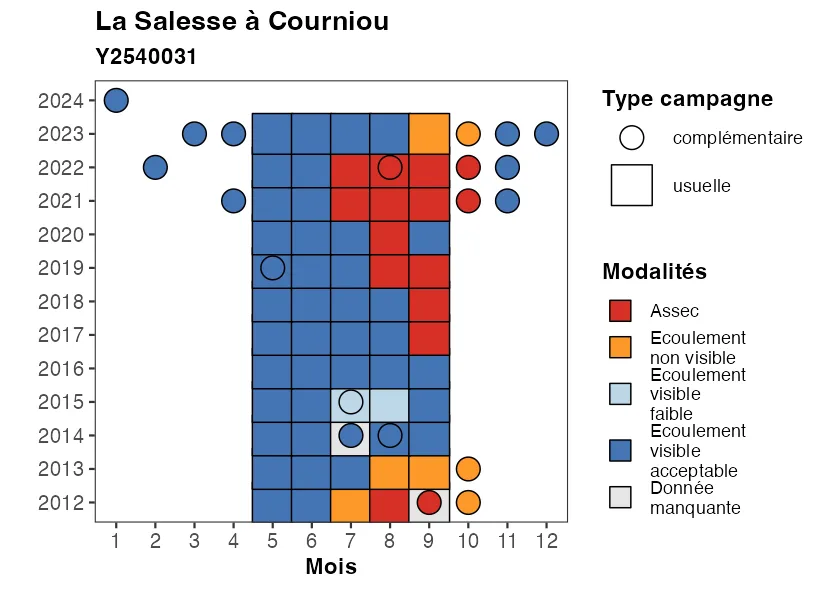 La Salesse à Courniou
Y2540031
2024
2023
2022
2021
2020
2019
2018
2017
2016
2015
2014
2013
2012
1 2 3 4 5 6 7 8 9 10 11 12
Mois
Type campagne
complémentaire
usuelle
Modalités
Assec
Ecoulement
non visible
Ecoulement
visible
faible
Ecoulement
visible
acceptable
Donnée
manquante